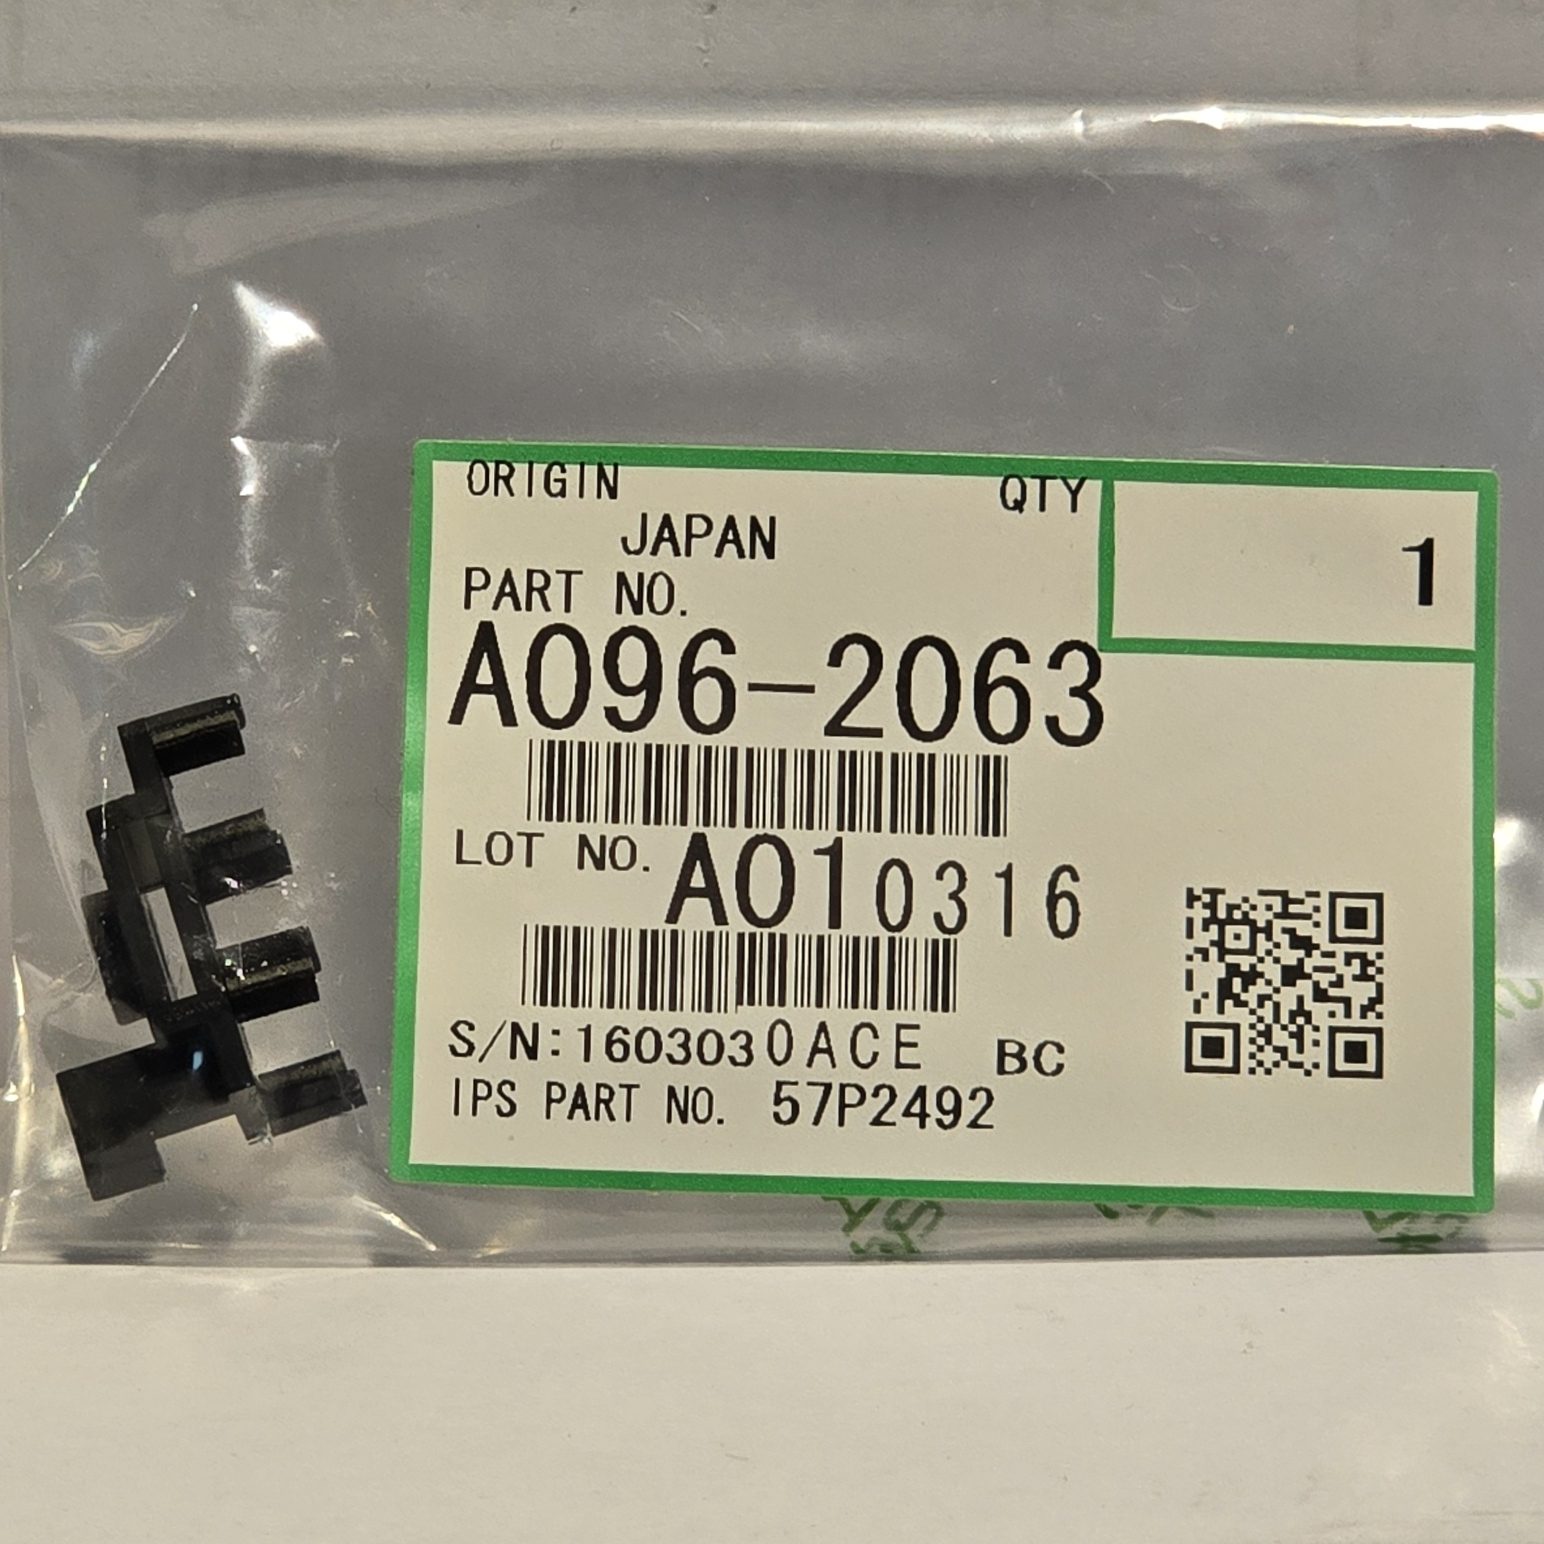 ORIGIN QTY
JAPAN 1
PART NO.
A096-2063
LOT NO. A010316
S/N:1603030ACE BC
IPS PART NO. 57P2492